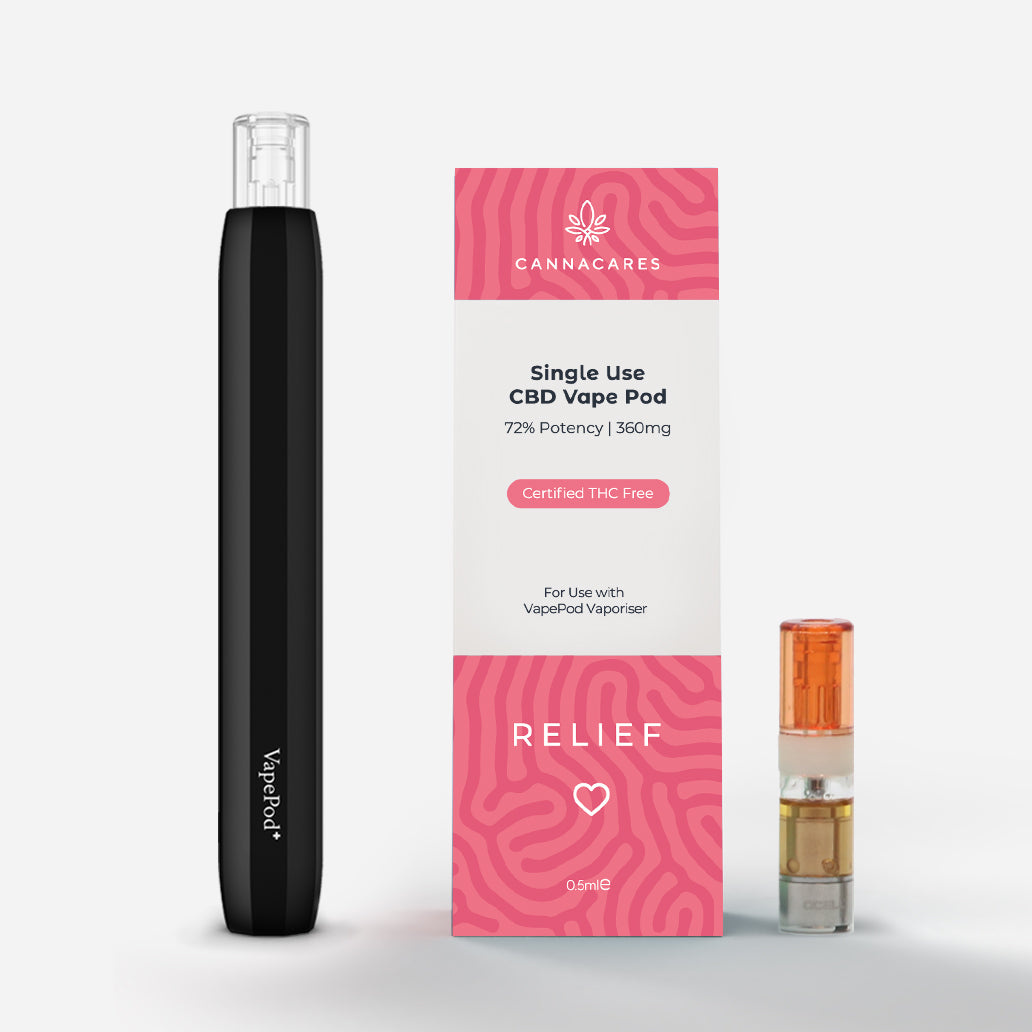 VapePod+
CANNACARES
Single Use
CBD Vape Pod
72% Potency | 360mg
Certified THC Free
For Use with
VapePod Vaporiser
RELIEF
0.5ml℮